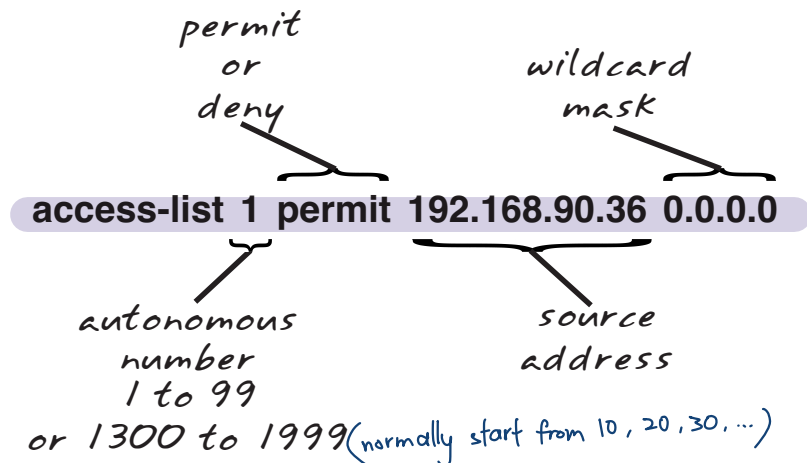 permit
or
deny
wildcard
mask
access-list 1 permit 192.168.90.36 0.0.0.0
autonomous
number
1 to 99
or 1300 to 1999 (normally start from 10, 20, 30, ...)
source
address